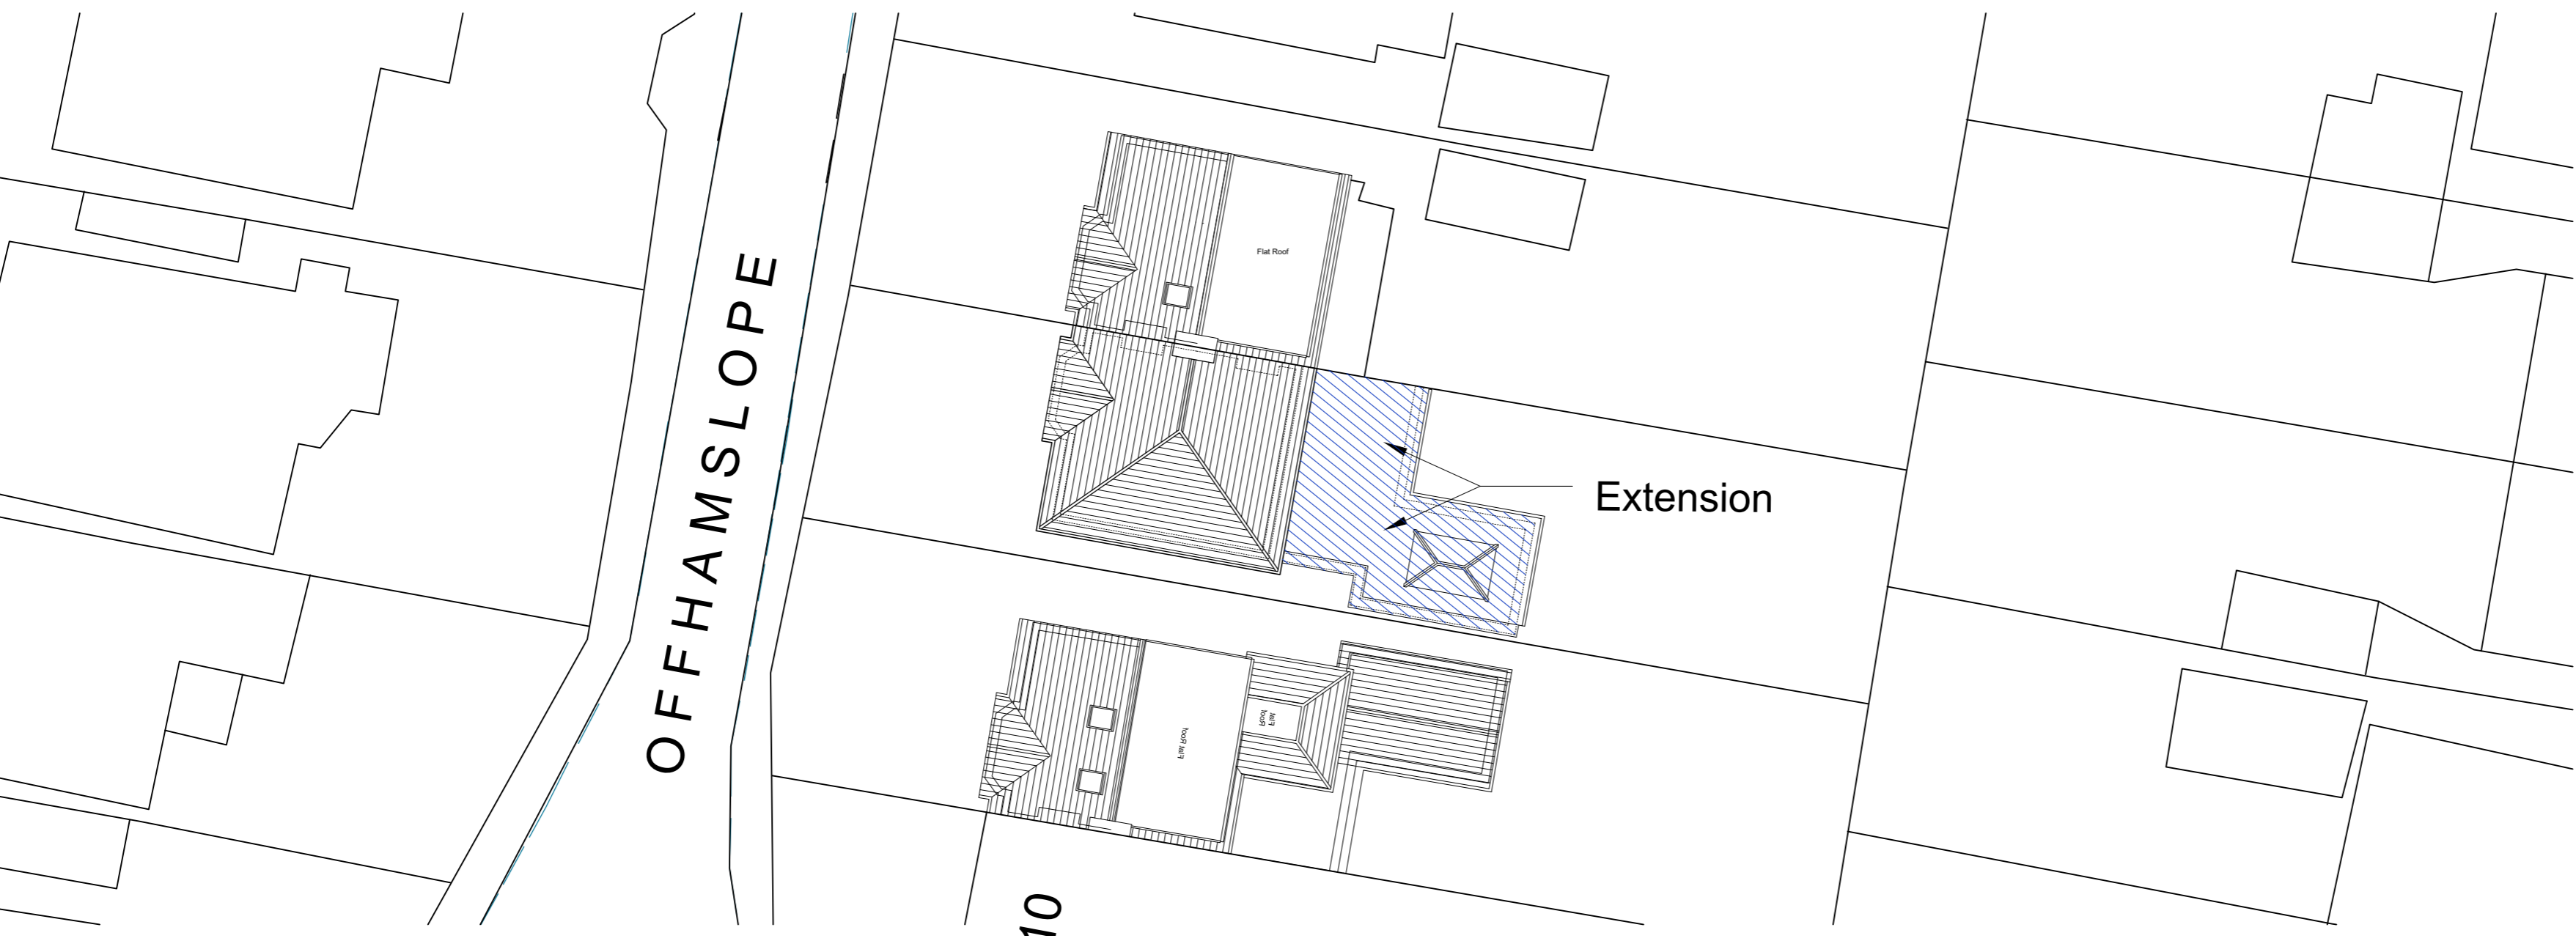 Flat Roof
OFFHAMSLOPE
Extension
Flat
Roof
Flat Roof
10